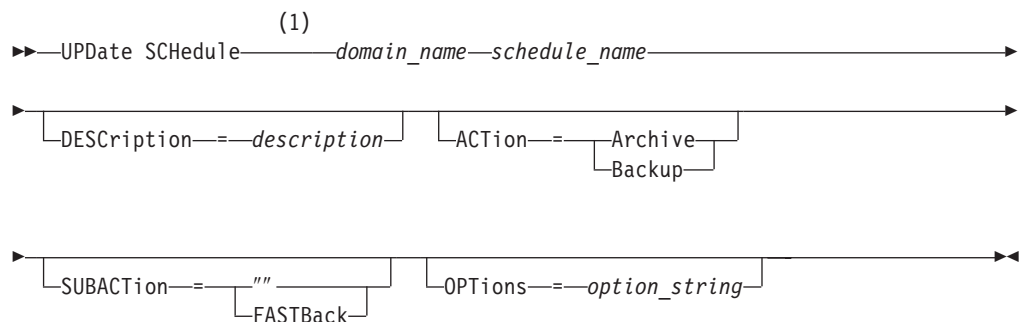 (1)
UPDate SCHedule domain_name schedule_name
DESCription = description ACTion = Archive
Backup
SUBACTion = "" OPTions = option_string
FASTBack